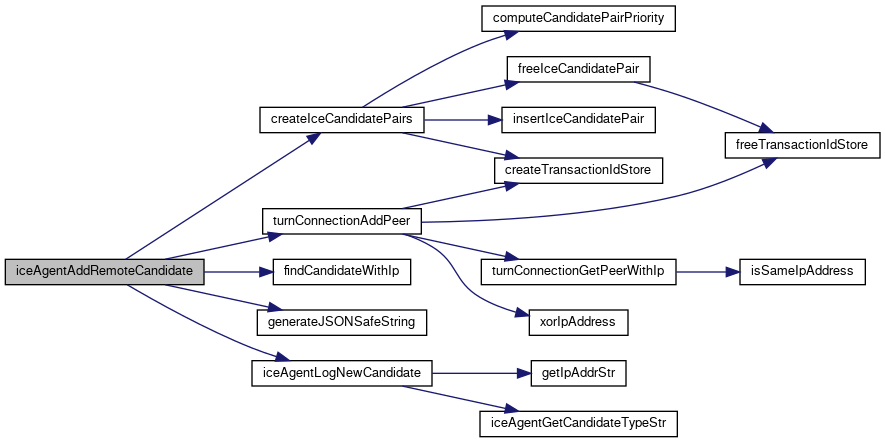 computeCandidatePairPriority
freeIceCandidatePair
createIceCandidatePairs
insertIceCandidatePair
freeTransactionIdStore
createTransactionIdStore
turnConnectionAddPeer
iceAgentAddRemoteCandidate
findCandidateWithIp
turnConnectionGetPeerWithIp
isSameIpAddress
generateJSONSafeString
xorIpAddress
iceAgentLogNewCandidate
getIpAddrStr
iceAgentGetCandidateTypeStr